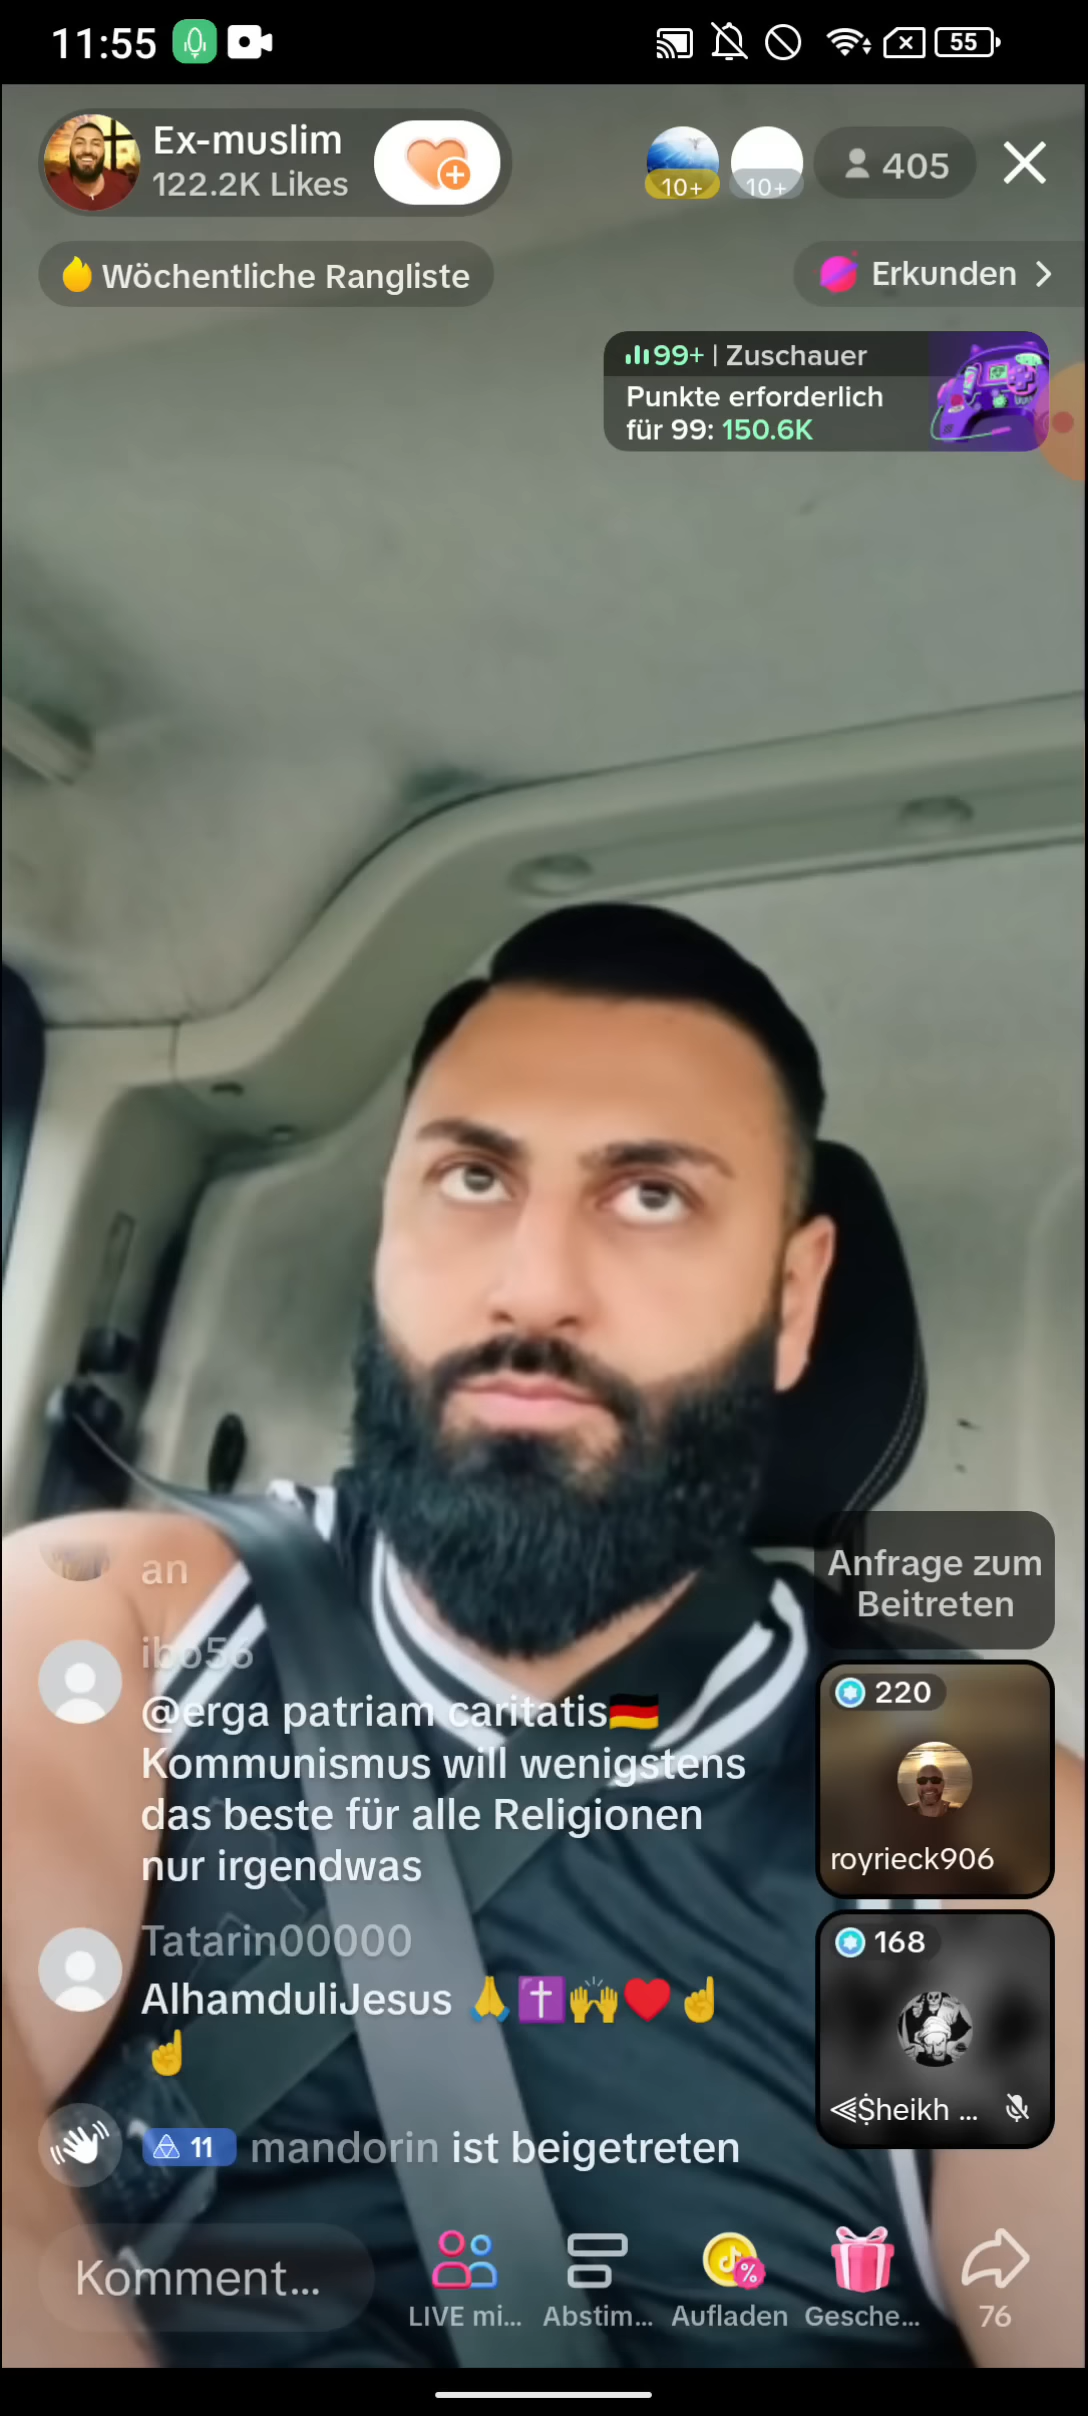 11:55
55
Ex-muslim
122.2K Likes
10+
10+
405
Wöchentliche Rangliste
Erkunden
99+ | Zuschauer
Punkte erforderlich
für 99: 150.6K
an
Anfrage zum
Beitreten
ibo56
@erga patriam caritatis🇩🇪
Kommunismus will wenigstens
das beste für alle Religionen
nur irgendwas
220
royrieck906
Tatarin00000
AlhamduliJesus 🙏✝️🙌♥️☝️
☝️
168
⋘Ṩheikh ...
11 mandorin ist beigetreten
Komment...
LIVE mi...
Abstim...
Aufladen
Gesche...
76